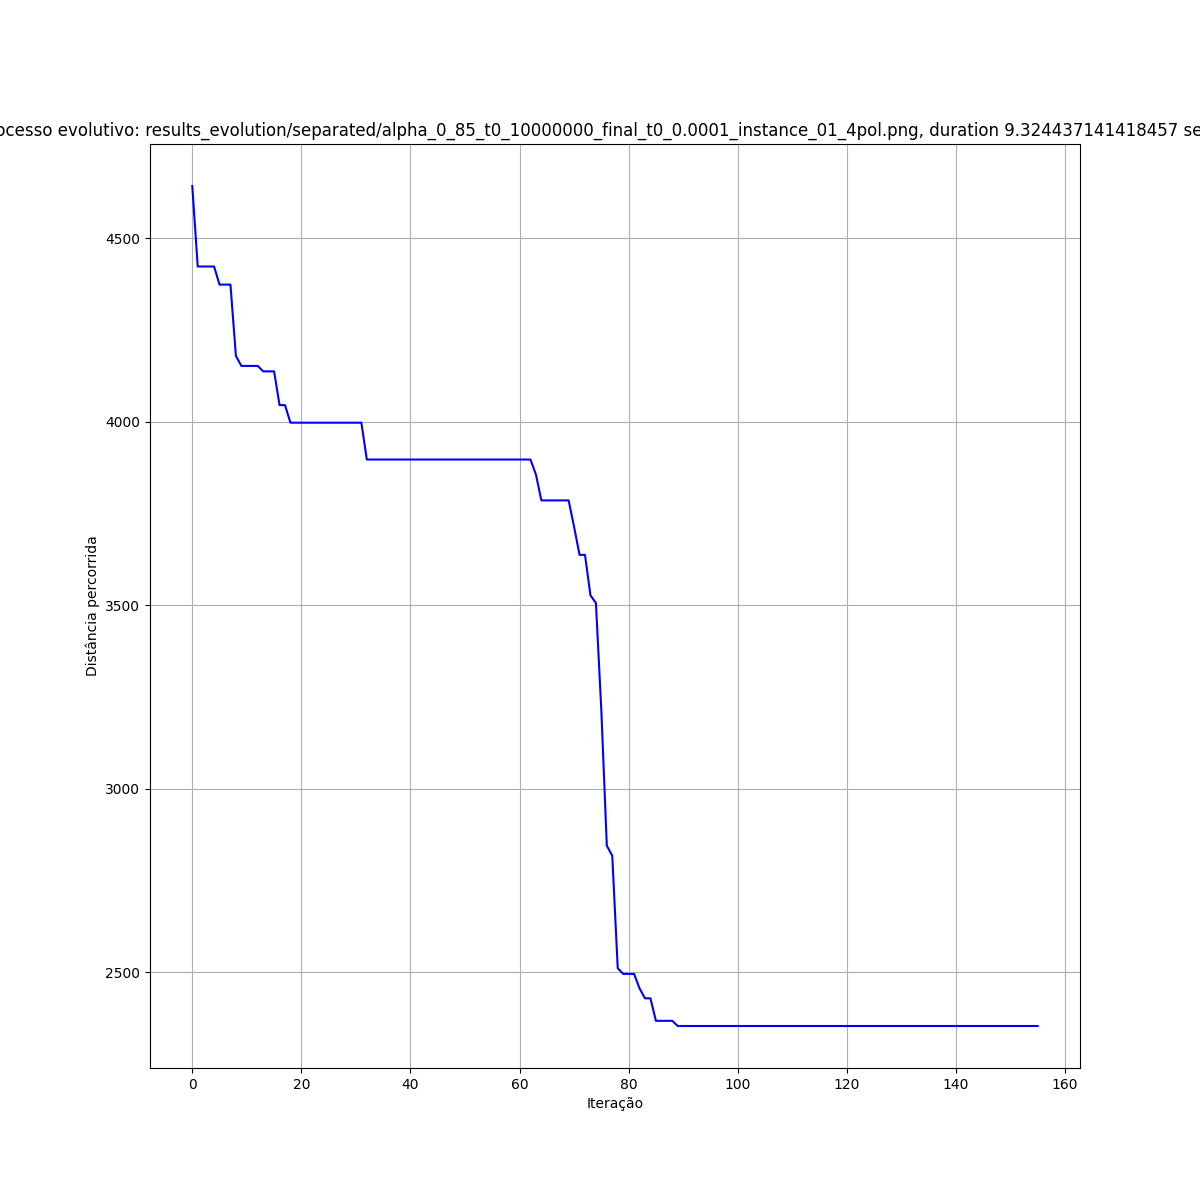 ocesso evolutivo: results_evolution/separated/alpha_0_85_t0_10000000_final_t0_0.0001_instance_01_4pol.png, duration 9.324437141418457 se
4500
4000
3500
3000
2500
Distância percorrida
0 20 40 60 80 100 120 140 160
Iteração